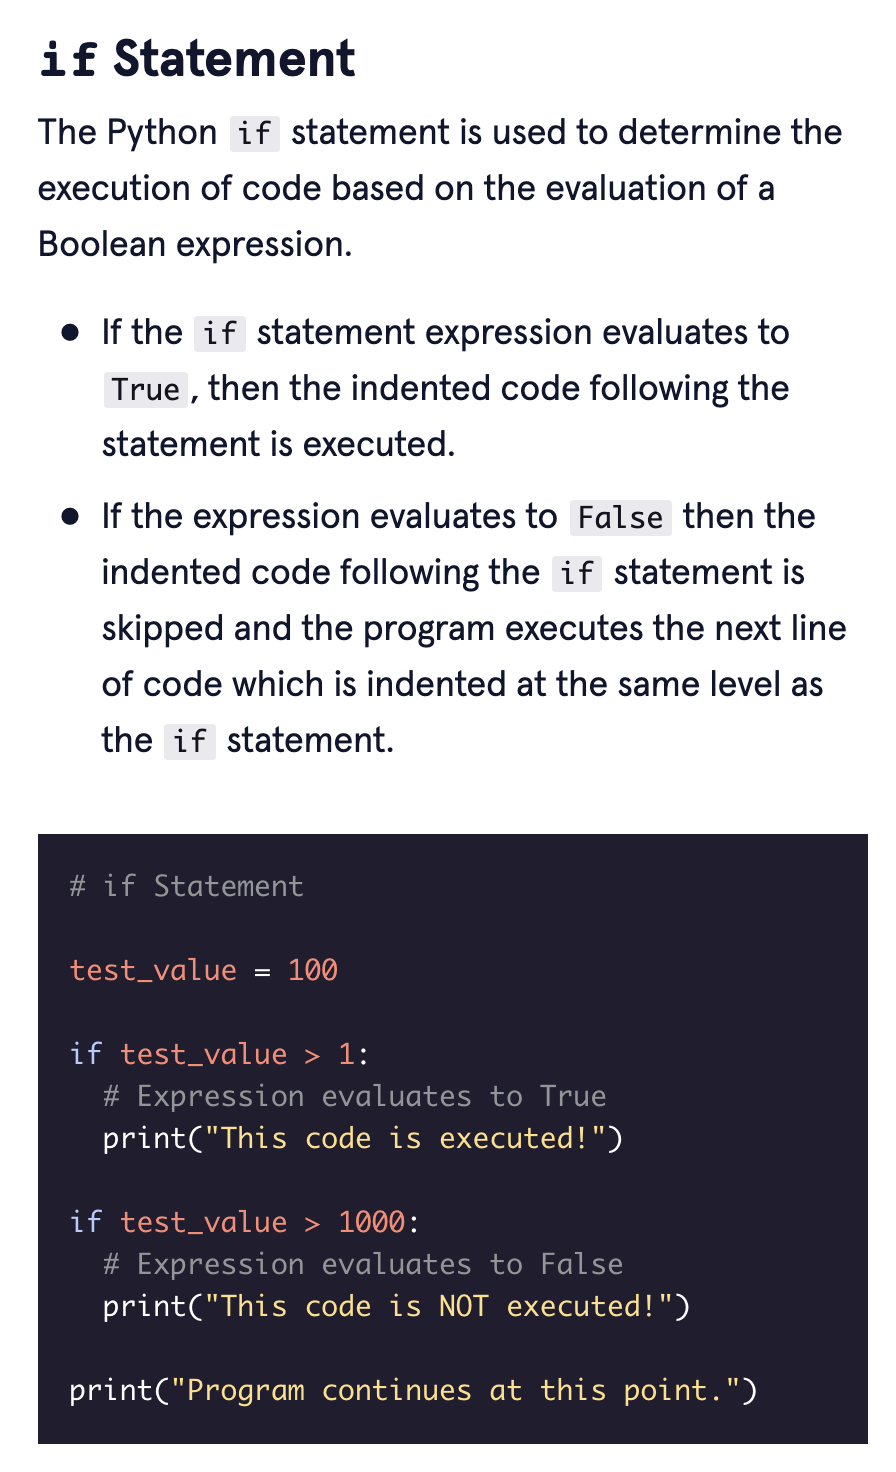 if Statement
The Python if statement is used to determine the
execution of code based on the evaluation of a
Boolean expression.
● If the if statement expression evaluates to
True, then the indented code following the
statement is executed.
● If the expression evaluates to False then the
indented code following the if statement is
skipped and the program executes the next line
of code which is indented at the same level as
the if statement.
# if Statement
test_value = 100
if test_value > 1:
  # Expression evaluates to True
  print("This code is executed!")
if test_value > 1000:
  # Expression evaluates to False
  print("This code is NOT executed!")
print("Program continues at this point.")